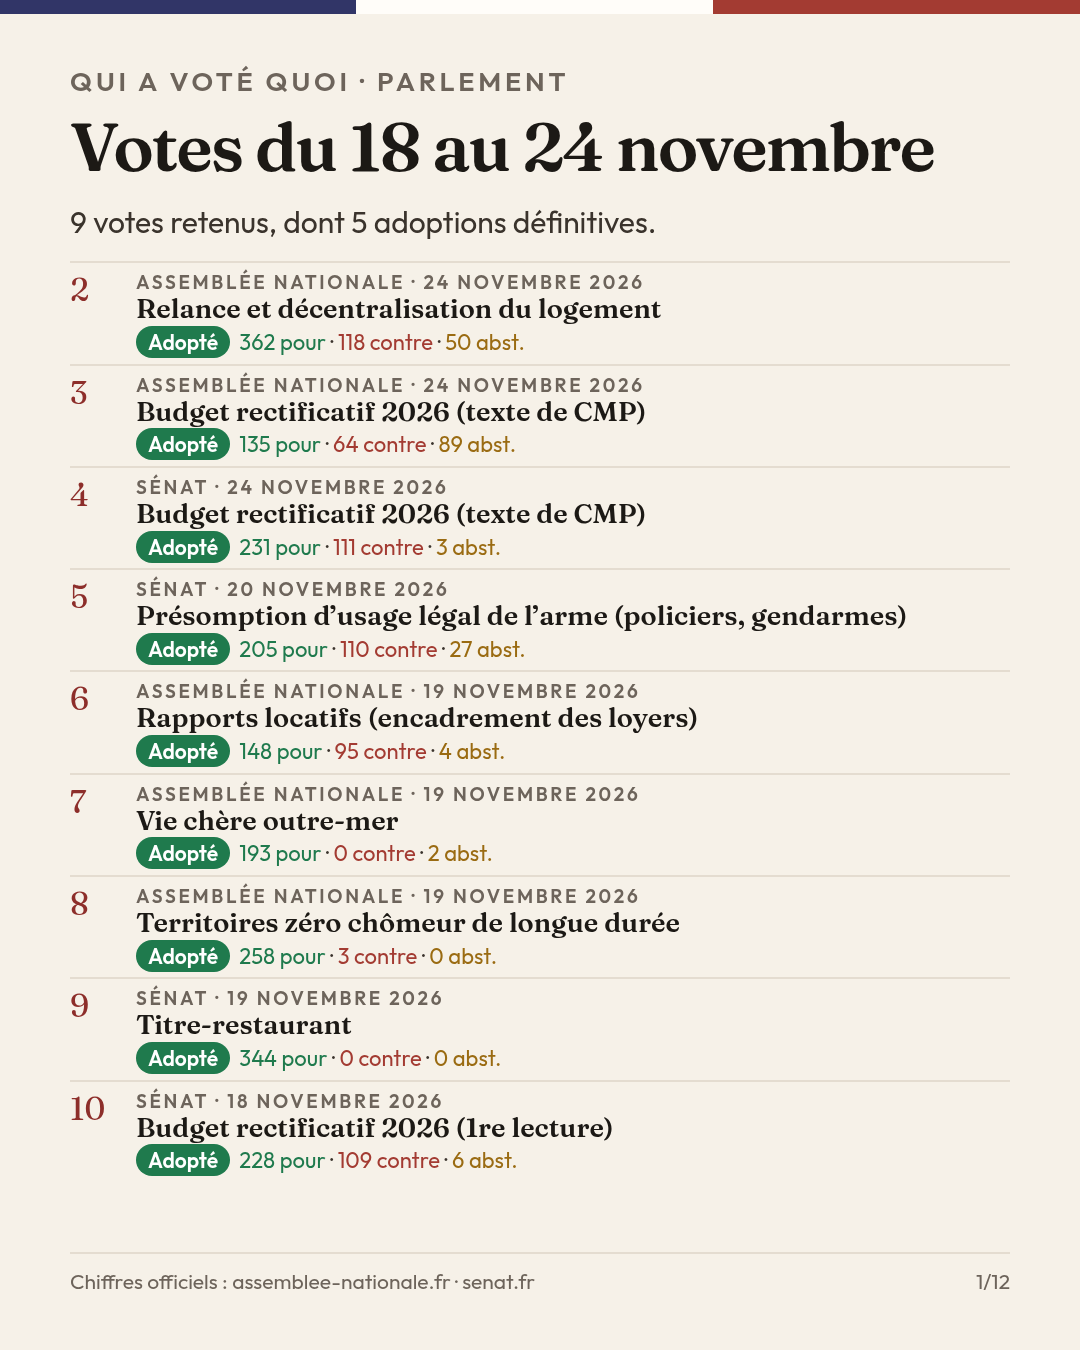 QUI A VOTÉ QUOI · PARLEMENT
Votes du 18 au 24 novembre
9 votes retenus, dont 5 adoptions définitives.
2
ASSEMBLÉE NATIONALE · 24 NOVEMBRE 2026
Relance et décentralisation du logement
Adopté 362 pour · 118 contre · 50 abst.
3
ASSEMBLÉE NATIONALE · 24 NOVEMBRE 2026
Budget rectificatif 2026 (texte de CMP)
Adopté 135 pour · 64 contre · 89 abst.
4
SÉNAT · 24 NOVEMBRE 2026
Budget rectificatif 2026 (texte de CMP)
Adopté 231 pour · 111 contre · 3 abst.
5
SÉNAT · 20 NOVEMBRE 2026
Présomption d’usage légal de l’arme (policiers, gendarmes)
Adopté 205 pour · 110 contre · 27 abst.
6
ASSEMBLÉE NATIONALE · 19 NOVEMBRE 2026
Rapports locatifs (encadrement des loyers)
Adopté 148 pour · 95 contre · 4 abst.
7
ASSEMBLÉE NATIONALE · 19 NOVEMBRE 2026
Vie chère outre-mer
Adopté 193 pour · 0 contre · 2 abst.
8
ASSEMBLÉE NATIONALE · 19 NOVEMBRE 2026
Territoires zéro chômeur de longue durée
Adopté 258 pour · 3 contre · 0 abst.
9
SÉNAT · 19 NOVEMBRE 2026
Titre-restaurant
Adopté 344 pour · 0 contre · 0 abst.
10
SÉNAT · 18 NOVEMBRE 2026
Budget rectificatif 2026 (1re lecture)
Adopté 228 pour · 109 contre · 6 abst.
Chiffres officiels : assemblee-nationale.fr · senat.fr
1/12